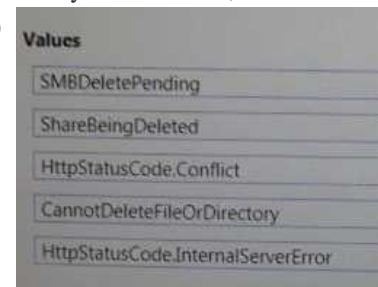 Values
SMBDeletePending
ShareBeingDeleted
HttpStatusCode.Conflict
CannotDeleteFileOrDirectory
HttpStatusCode.InternalServerError